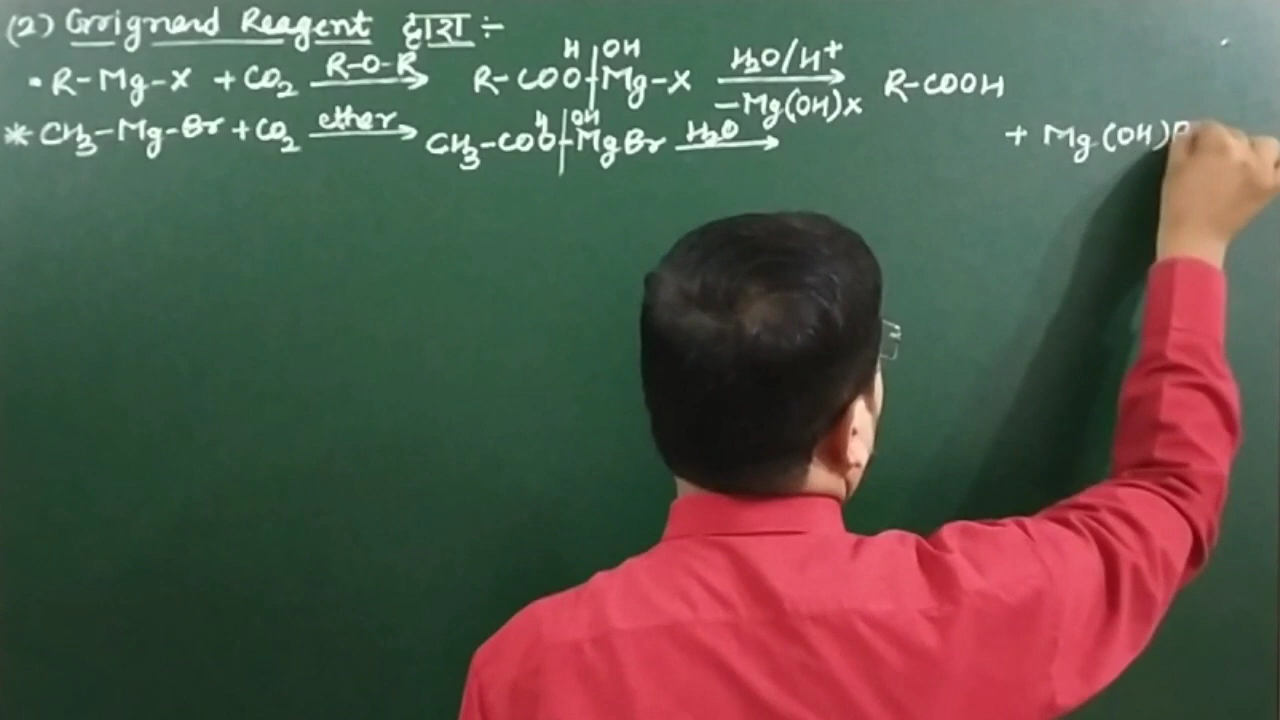 (2) Grignard Reagent द्वारा ÷
• R-Mg-X + CO₂ R-O-R→ R-COO H|OH Mg-X H₂O/H⁺→ -Mg(OH)X R-COOH
* CH₃-Mg-Br + CO₂ ether→ CH₃-COO H|OH MgBr H₂O→ + Mg(OH)